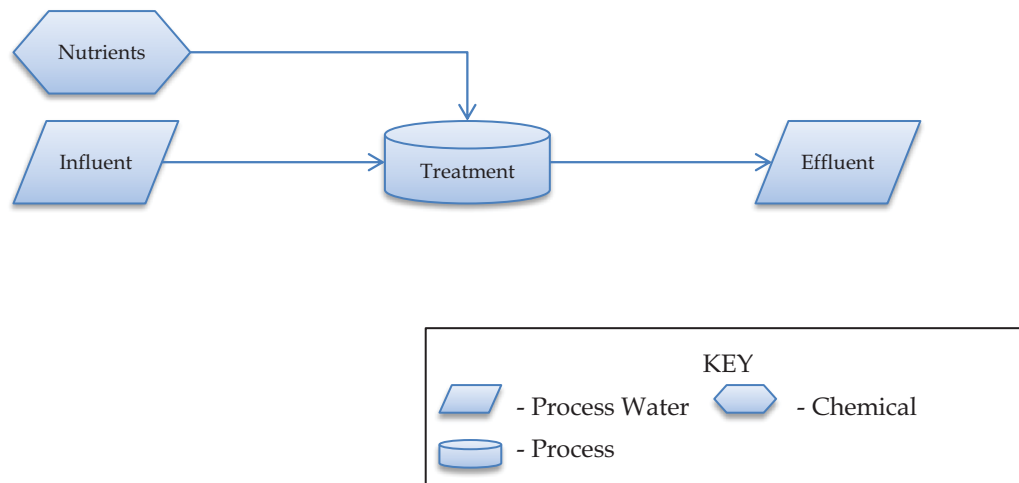 Nutrients
Influent
Treatment
Effluent
KEY
- Process Water
- Chemical
- Process